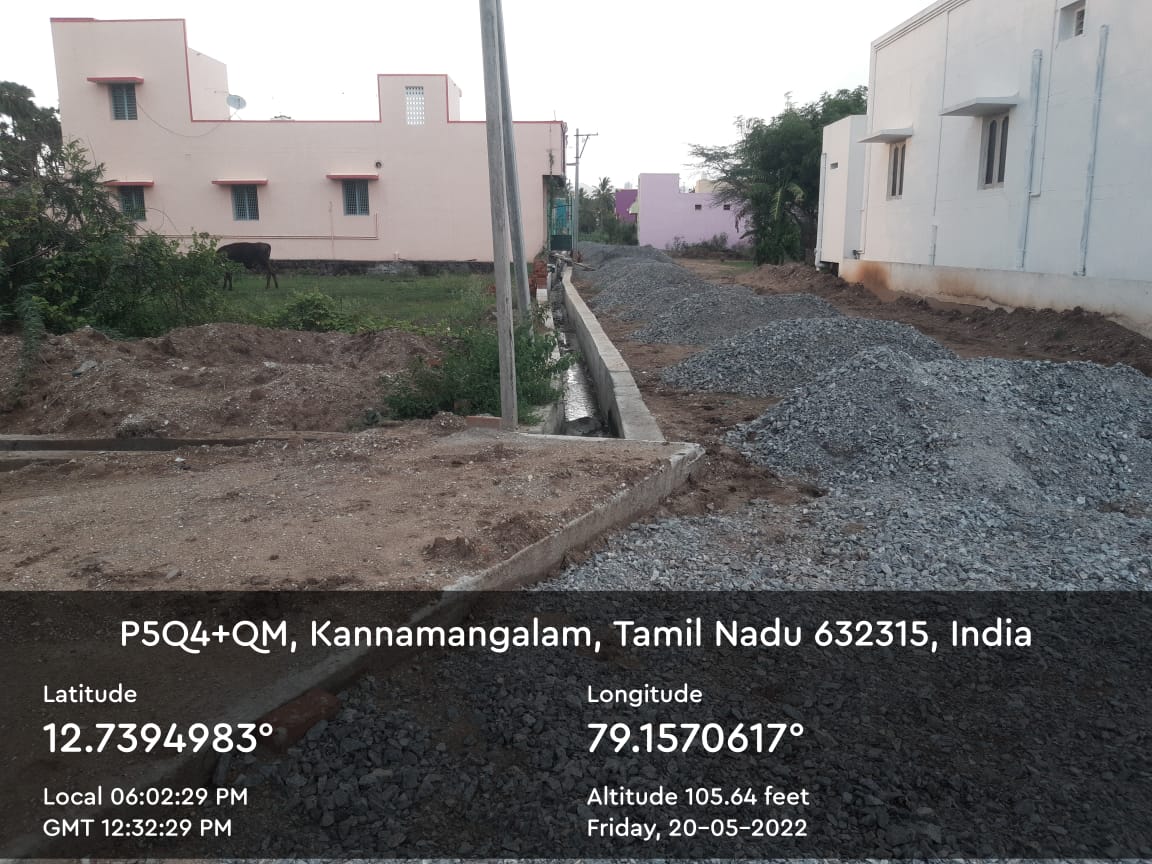 P5Q4+QM, Kannamangalam, Tamil Nadu 632315, India
Latitude
12.7394983°
Longitude
79.1570617°
Local 06:02:29 PM
GMT 12:32:29 PM
Altitude 105.64 feet
Friday, 20-05-2022